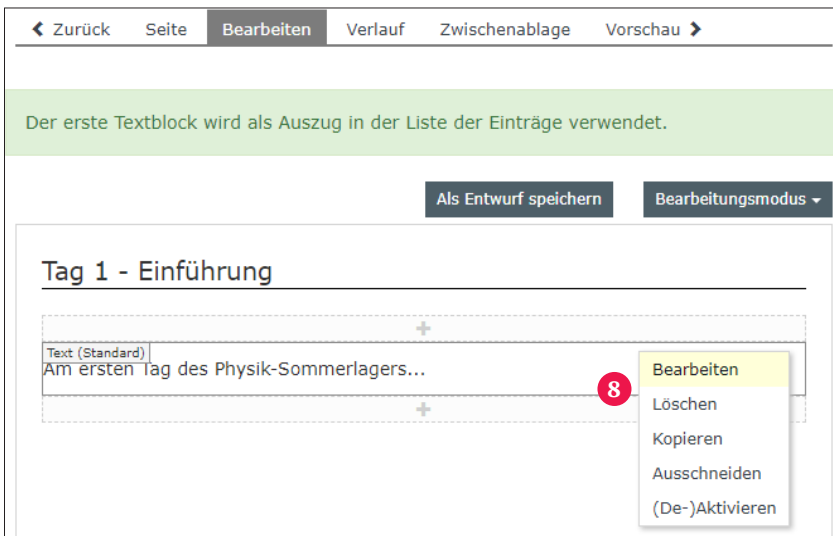 Zurück Seite Bearbeiten Verlauf Zwischenablage Vorschau
Der erste Textblock wird als Auszug in der Liste der Einträge verwendet.
Als Entwurf speichern Bearbeitungsmodus
Tag 1 - Einführung
+
Text (Standard)
Am ersten Tag des Physik-Sommerlagers...
+
8
Bearbeiten
Löschen
Kopieren
Ausschneiden
(De-)Aktivieren